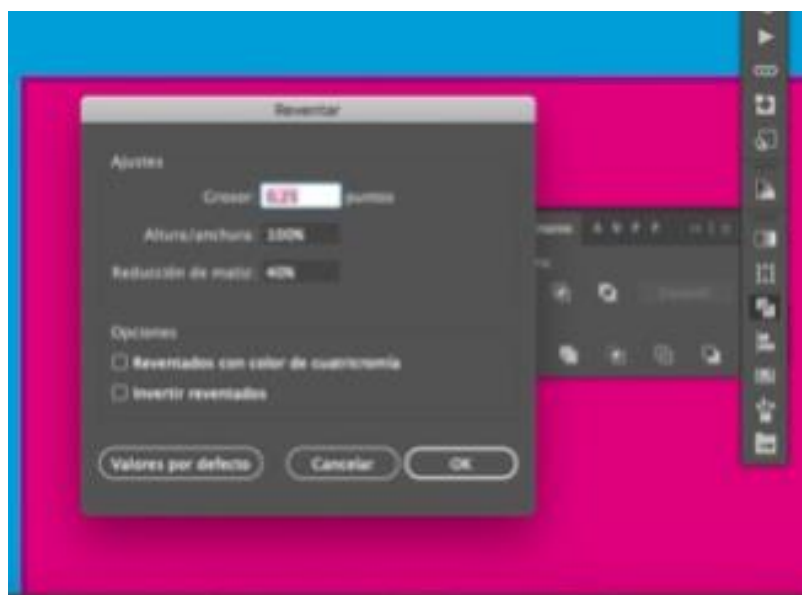 Reventar
Ajustes
Grosor: 0,25 puntos
Altura/anchura: 100%
Reducción de matiz: 40%
Opciones
Reventados con color de cuatricromía
Invertir reventados
Valores por defecto
Cancelar
OK